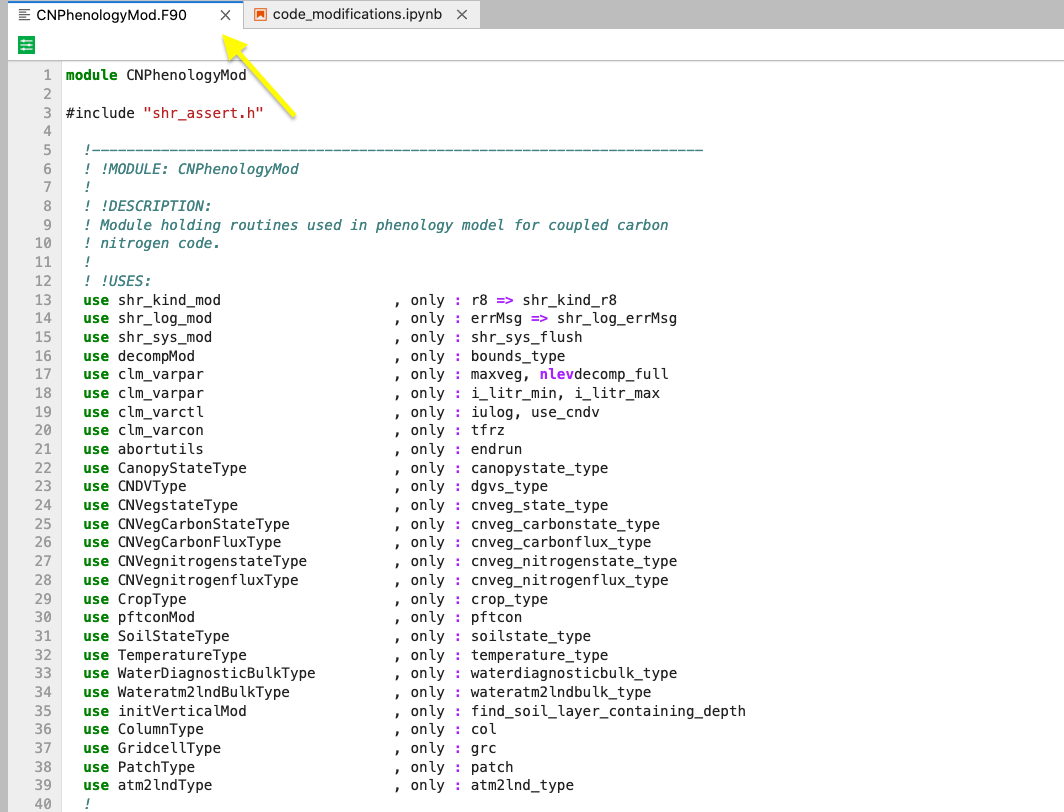 CNPhenologyMod.F90 code_modifications.ipynb
1 module CNPhenologyMod
2
3 #include "shr_assert.h"
4
5 !-----------------------------------------------------------------------
6 ! !MODULE: CNPhenologyMod
7 !
8 ! !DESCRIPTION:
9 ! Module holding routines used in phenology model for coupled carbon
10 ! nitrogen code.
11 !
12 ! !USES:
13 use shr_kind_mod , only : r8 => shr_kind_r8
14 use shr_log_mod , only : errMsg => shr_log_errMsg
15 use shr_sys_mod , only : shr_sys_flush
16 use decompMod , only : bounds_type
17 use clm_varpar , only : maxveg, nlevdecomp_full
18 use clm_varpar , only : i_litr_min, i_litr_max
19 use clm_varctl , only : iulog, use_cndv
20 use clm_varcon , only : tfrz
21 use abortutils , only : endrun
22 use CanopyStateType , only : canopystate_type
23 use CNDVType , only : dgvs_type
24 use CNVegstateType , only : cnveg_state_type
25 use CNVegCarbonStateType , only : cnveg_carbonstate_type
26 use CNVegCarbonFluxType , only : cnveg_carbonflux_type
27 use CNVegnitrogenstateType , only : cnveg_nitrogenstate_type
28 use CNVegnitrogenfluxType , only : cnveg_nitrogenflux_type
29 use CropType , only : crop_type
30 use pftconMod , only : pftcon
31 use SoilStateType , only : soilstate_type
32 use TemperatureType , only : temperature_type
33 use WaterDiagnosticBulkType , only : waterdiagnosticbulk_type
34 use Wateratm2lndBulkType , only : wateratm2lndbulk_type
35 use initVerticalMod , only : find_soil_layer_containing_depth
36 use ColumnType , only : col
37 use GridcellType , only : grc
38 use PatchType , only : patch
39 use atm2lndType , only : atm2lnd_type
40 !